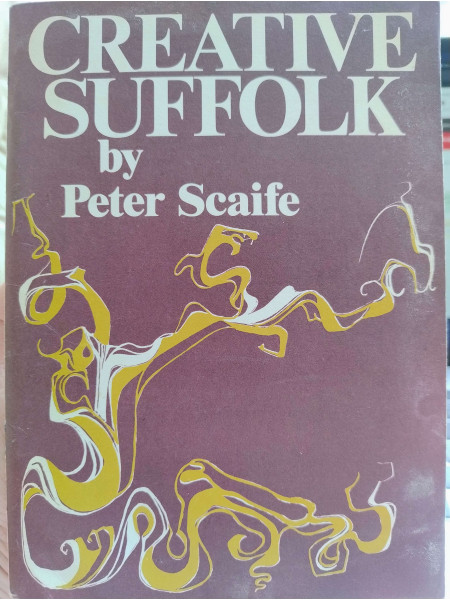 CREATIVE
SUFFOLK
by
Peter Scaife